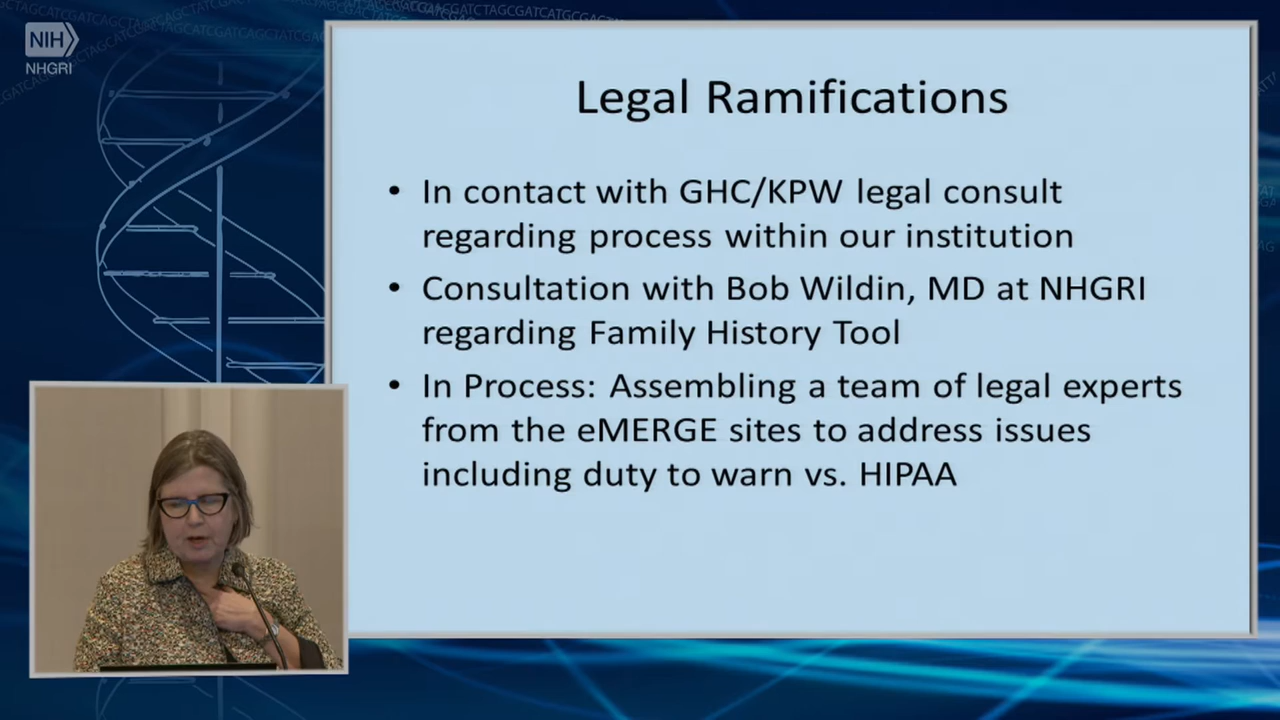 NIH
NHGRI
Legal Ramifications
• In contact with GHC/KPW legal consult
regarding process within our institution
• Consultation with Bob Wildin, MD at NHGRI
regarding Family History Tool
• In Process: Assembling a team of legal experts
from the eMERGE sites to address issues
including duty to warn vs. HIPAA